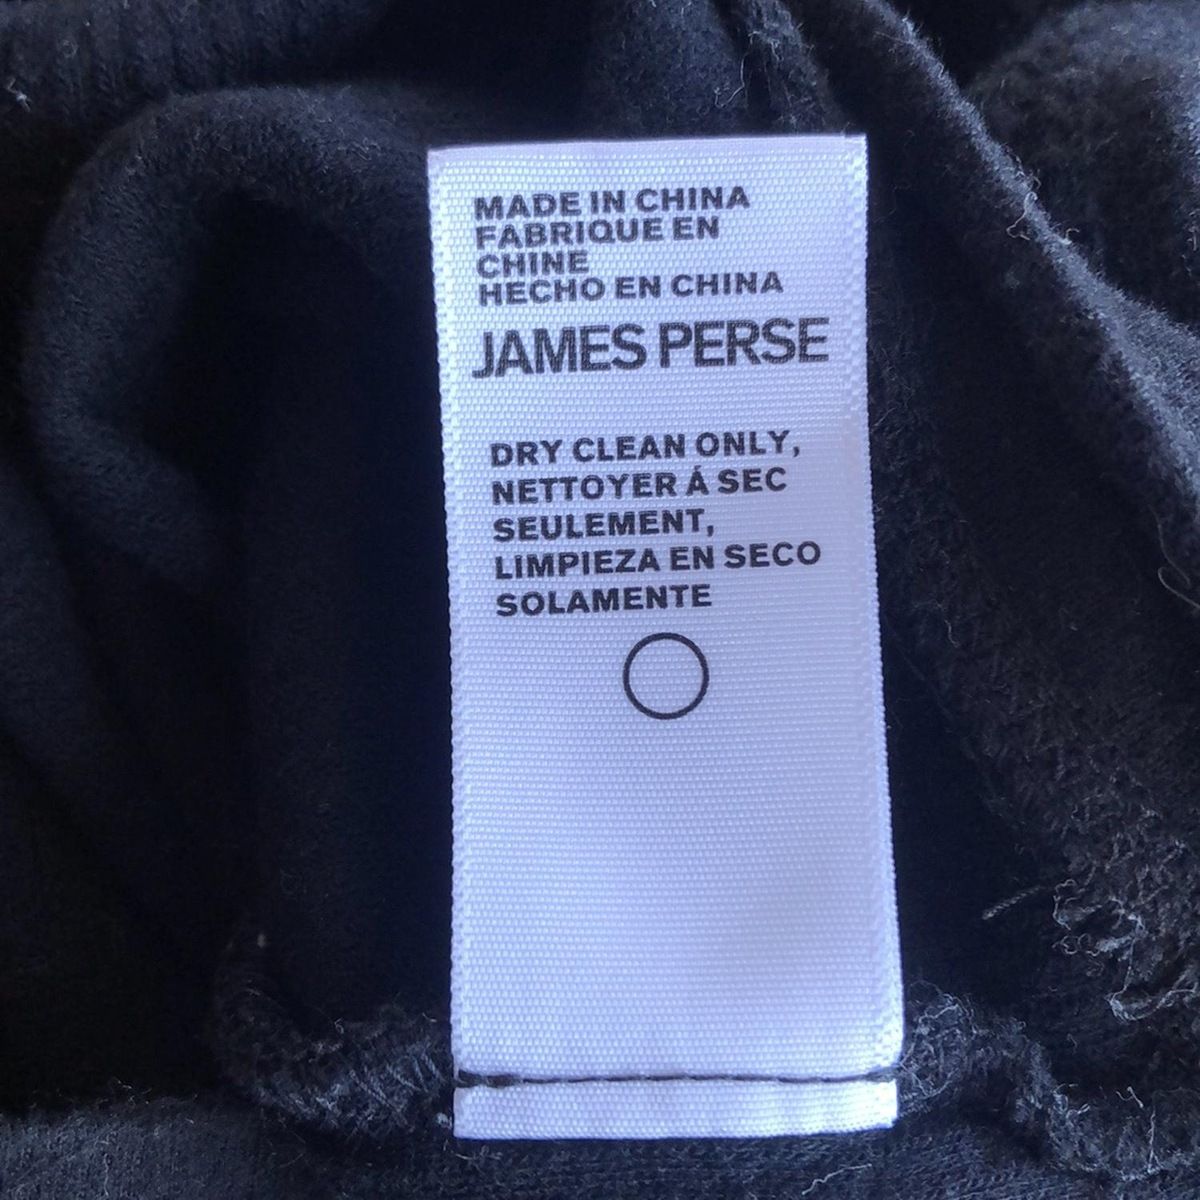 MADE IN CHINA
FABRIQUE EN
CHINE
HECHO EN CHINA
JAMES PERSE
DRY CLEAN ONLY,
NETTOYER Á SEC
SEULEMENT,
LIMPIEZA EN SECO
SOLAMENTE